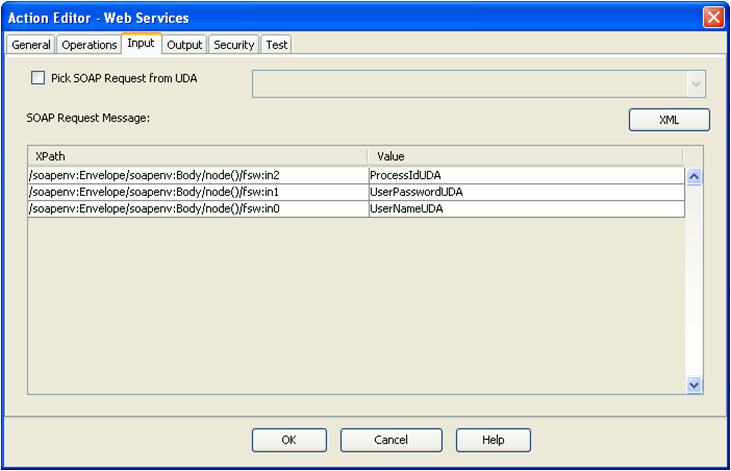 Action Editor - Web Services
General Operations Input Output Security Test
Pick SOAP Request from UDA
SOAP Request Message:
XML
XPath Value
/soapenv:Envelope/soapenv:Body/node()/fsw:in2 ProcessIdUDA
/soapenv:Envelope/soapenv:Body/node()/fsw:in1 UserPasswordUDA
/soapenv:Envelope/soapenv:Body/node()/fsw:in0 UserNameUDA
OK Cancel Help